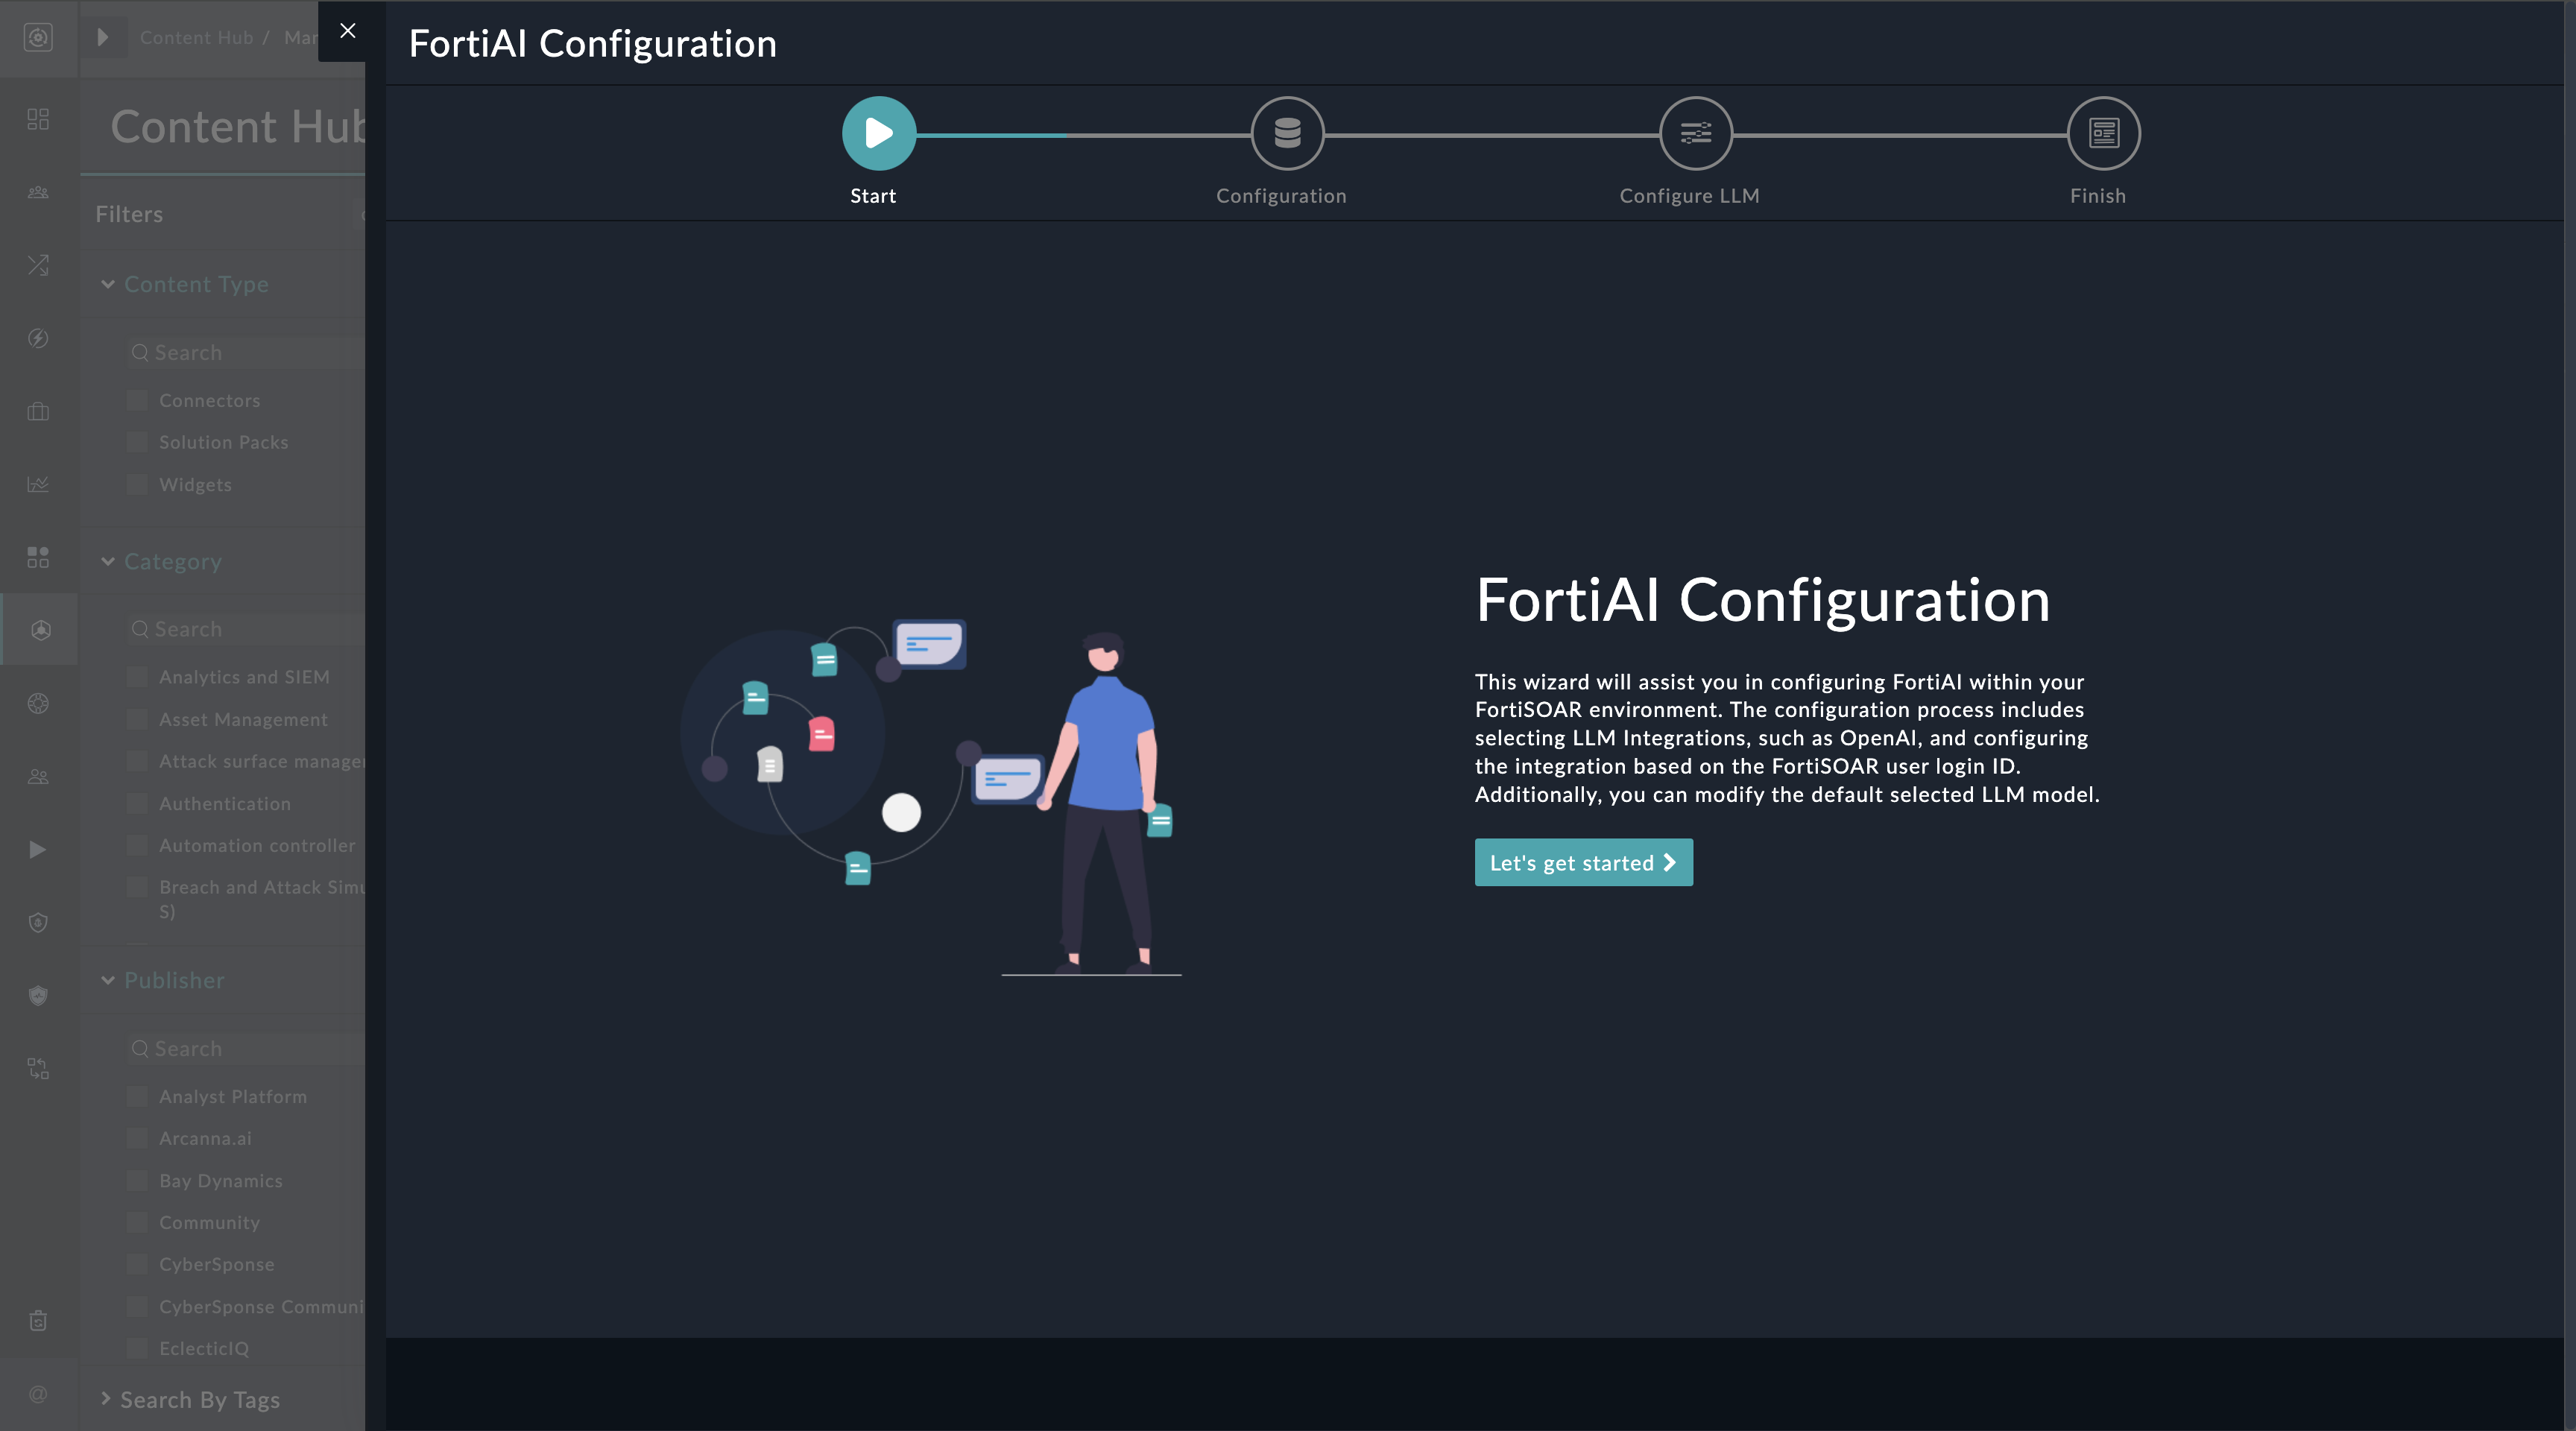 Content Hub /
FortiAI Configuration
Content Hub
Start
Configuration
Configure LLM
Finish
Filters
Content Type
Search
Connectors
Solution Packs
Widgets
Category
Search
Analytics and SIEM
Asset Management
Attack surface
Authentication
Automation controller
Breach and Attack
S)
Publisher
Search
Analyst Platform
Arcanna.ai
Bay Dynamics
Community
CyberSponse
CyberSponse
EclecticIQ
Search By Tags
@
FortiAI Configuration
This wizard will assist you in configuring FortiAI within your
FortiSOAR environment. The configuration process includes
selecting LLM Integrations, such as OpenAI, and configuring
the integration based on the FortiSOAR user login ID.
Additionally, you can modify the default selected LLM model.
Let's get started